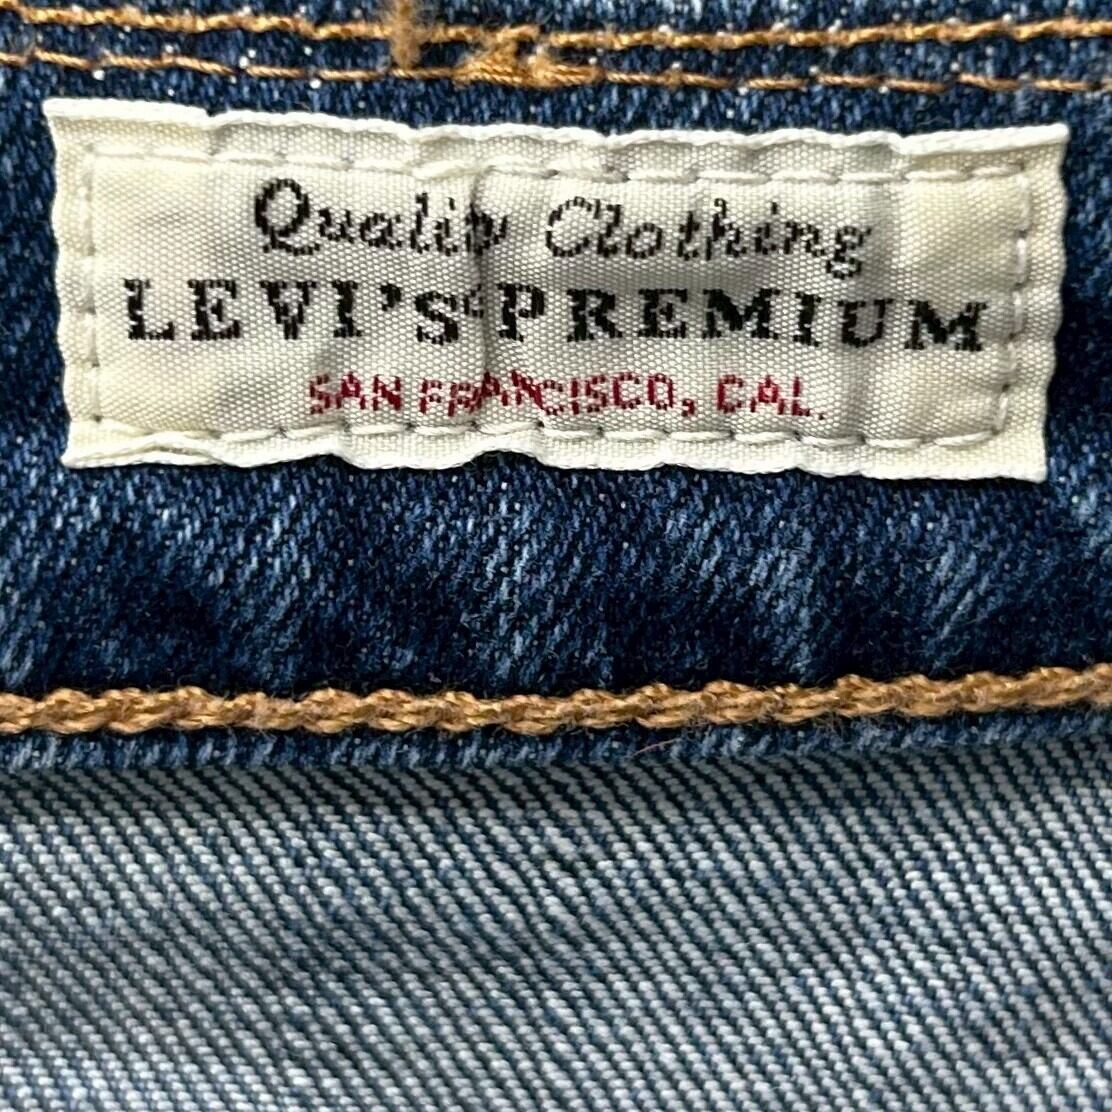 Quality Clothing
LEVI'S® PREMIUM
SAN FRANCISCO, CAL.